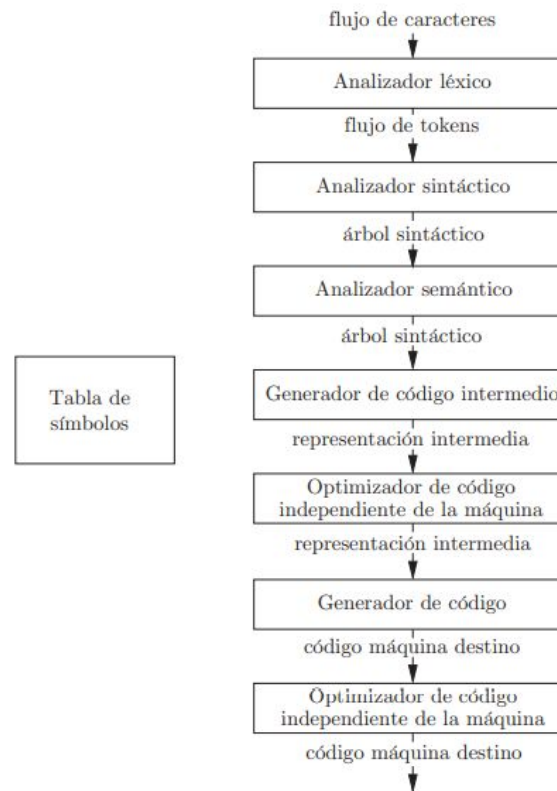 flujo de caracteres
Analizador léxico
flujo de tokens
Analizador sintáctico
árbol sintáctico
Analizador semántico
árbol sintáctico
Tabla de
símbolos
Generador de código intermedio
representación intermedia
Optimizador de código
independiente de la máquina
representación intermedia
Generador de código
código máquina destino
Optimizador de código
independiente de la máquina
código máquina destino